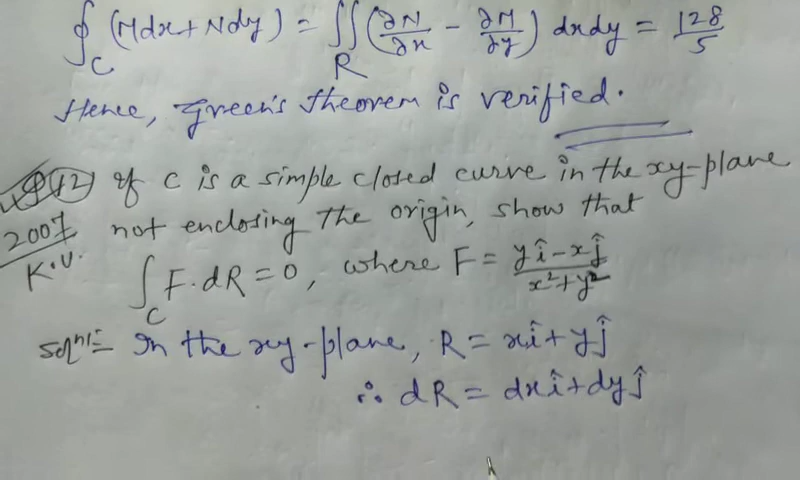 ∮_C (Mdx + Ndy) = ∬_R (∂N/∂x - ∂M/∂y) dxdy = 128/5
Hence, Green's theorem is verified.
12 If C is a simple closed curve in the xy-plane
2007 not enclosing the origin, show that
K.U. ∫_C F.dR = 0, where F = (yî - xĵ)/(x²+y²)
Solⁿ:- In the xy-plane, R = xî + yĵ
∴ dR = dxî + dyĵ